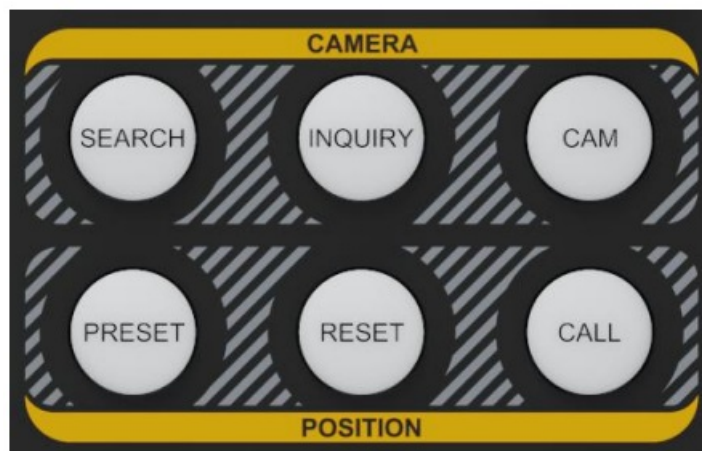 CAMERA
SEARCH INQUIRY CAM
PRESET RESET CALL
POSITION